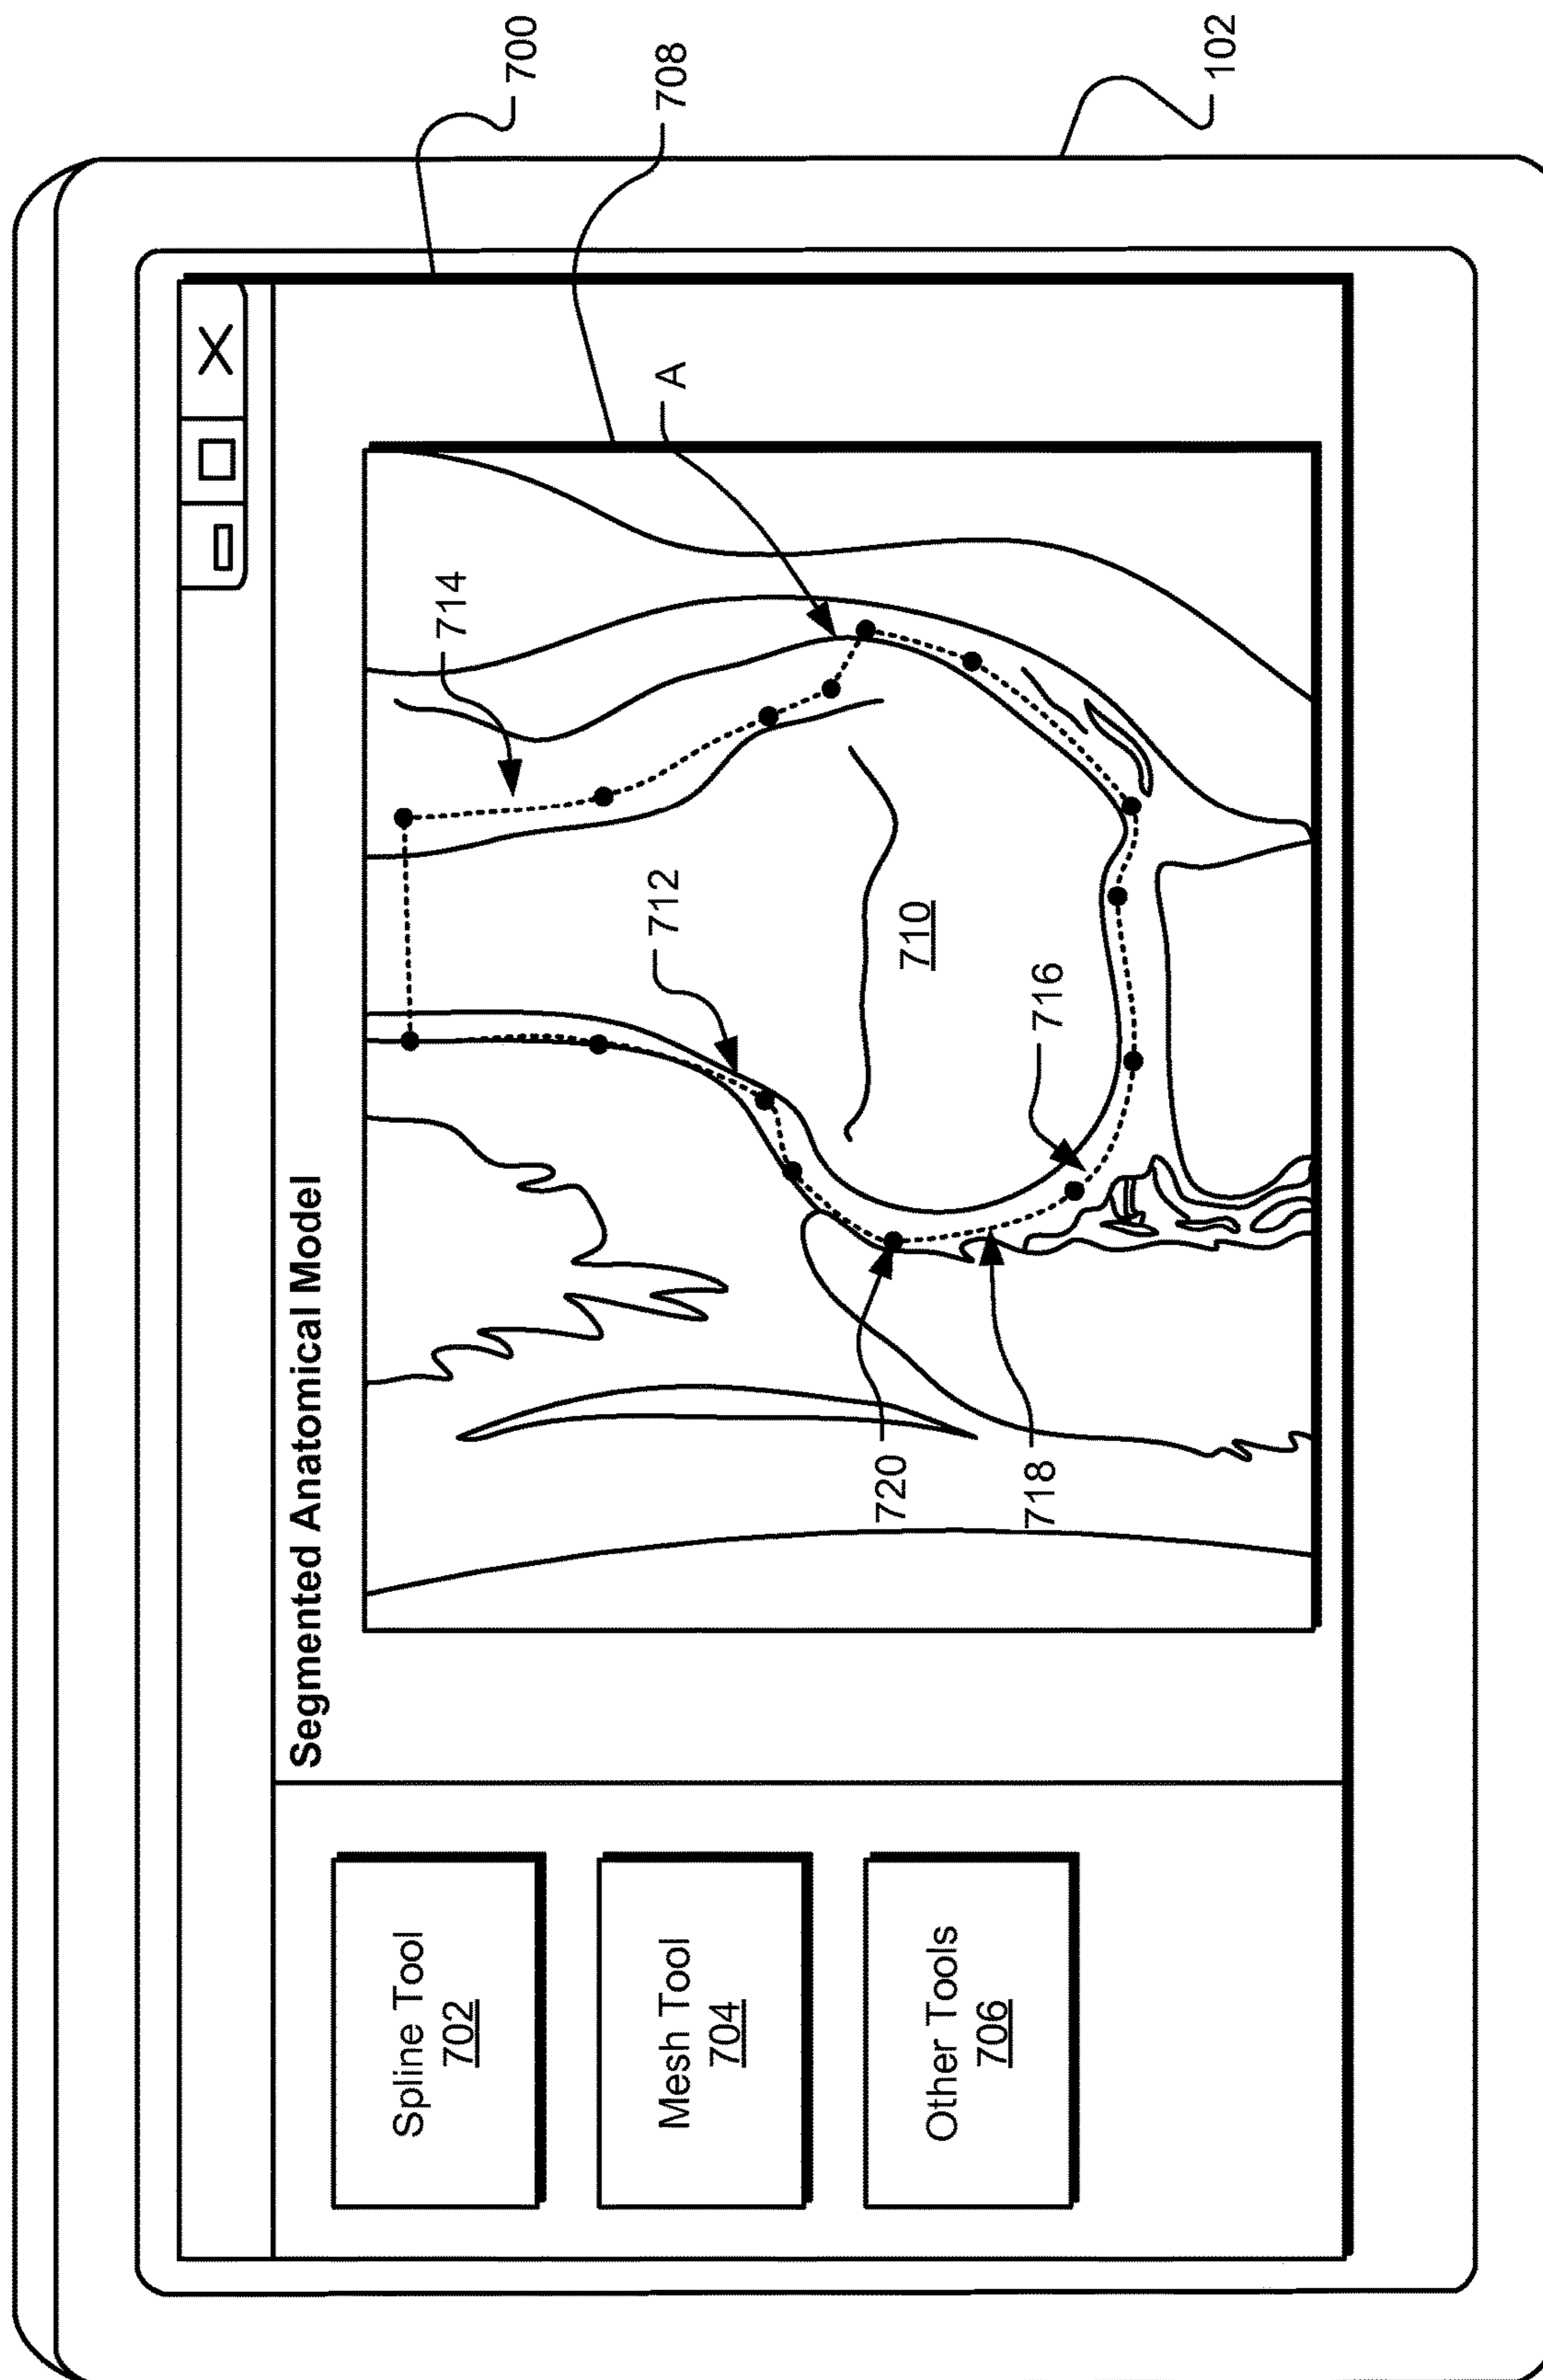 Segmented Anatomical Model
Spline Tool
702
Mesh Tool
704
Other Tools
706
700
708
102
A
714
712
710
716
720
718